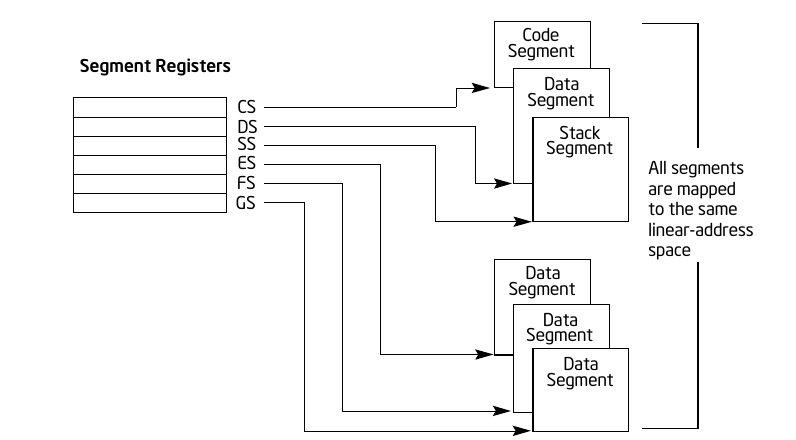 Segment Registers
CS
DS
SS
ES
FS
GS
Code
Segment
Data
Segment
Stack
Segment
Data
Segment
Data
Segment
Data
Segment
All segments
are mapped
to the same
linear-address
space